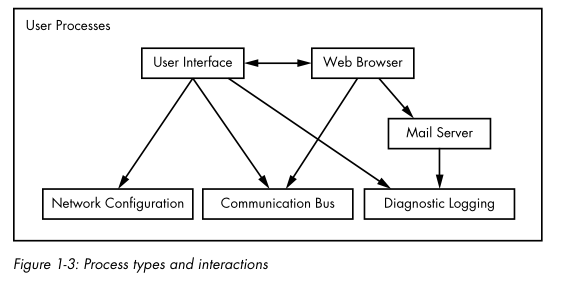 User Processes
User Interface
Web Browser
Mail Server
Network Configuration
Communication Bus
Diagnostic Logging
Figure 1-3: Process types and interactions